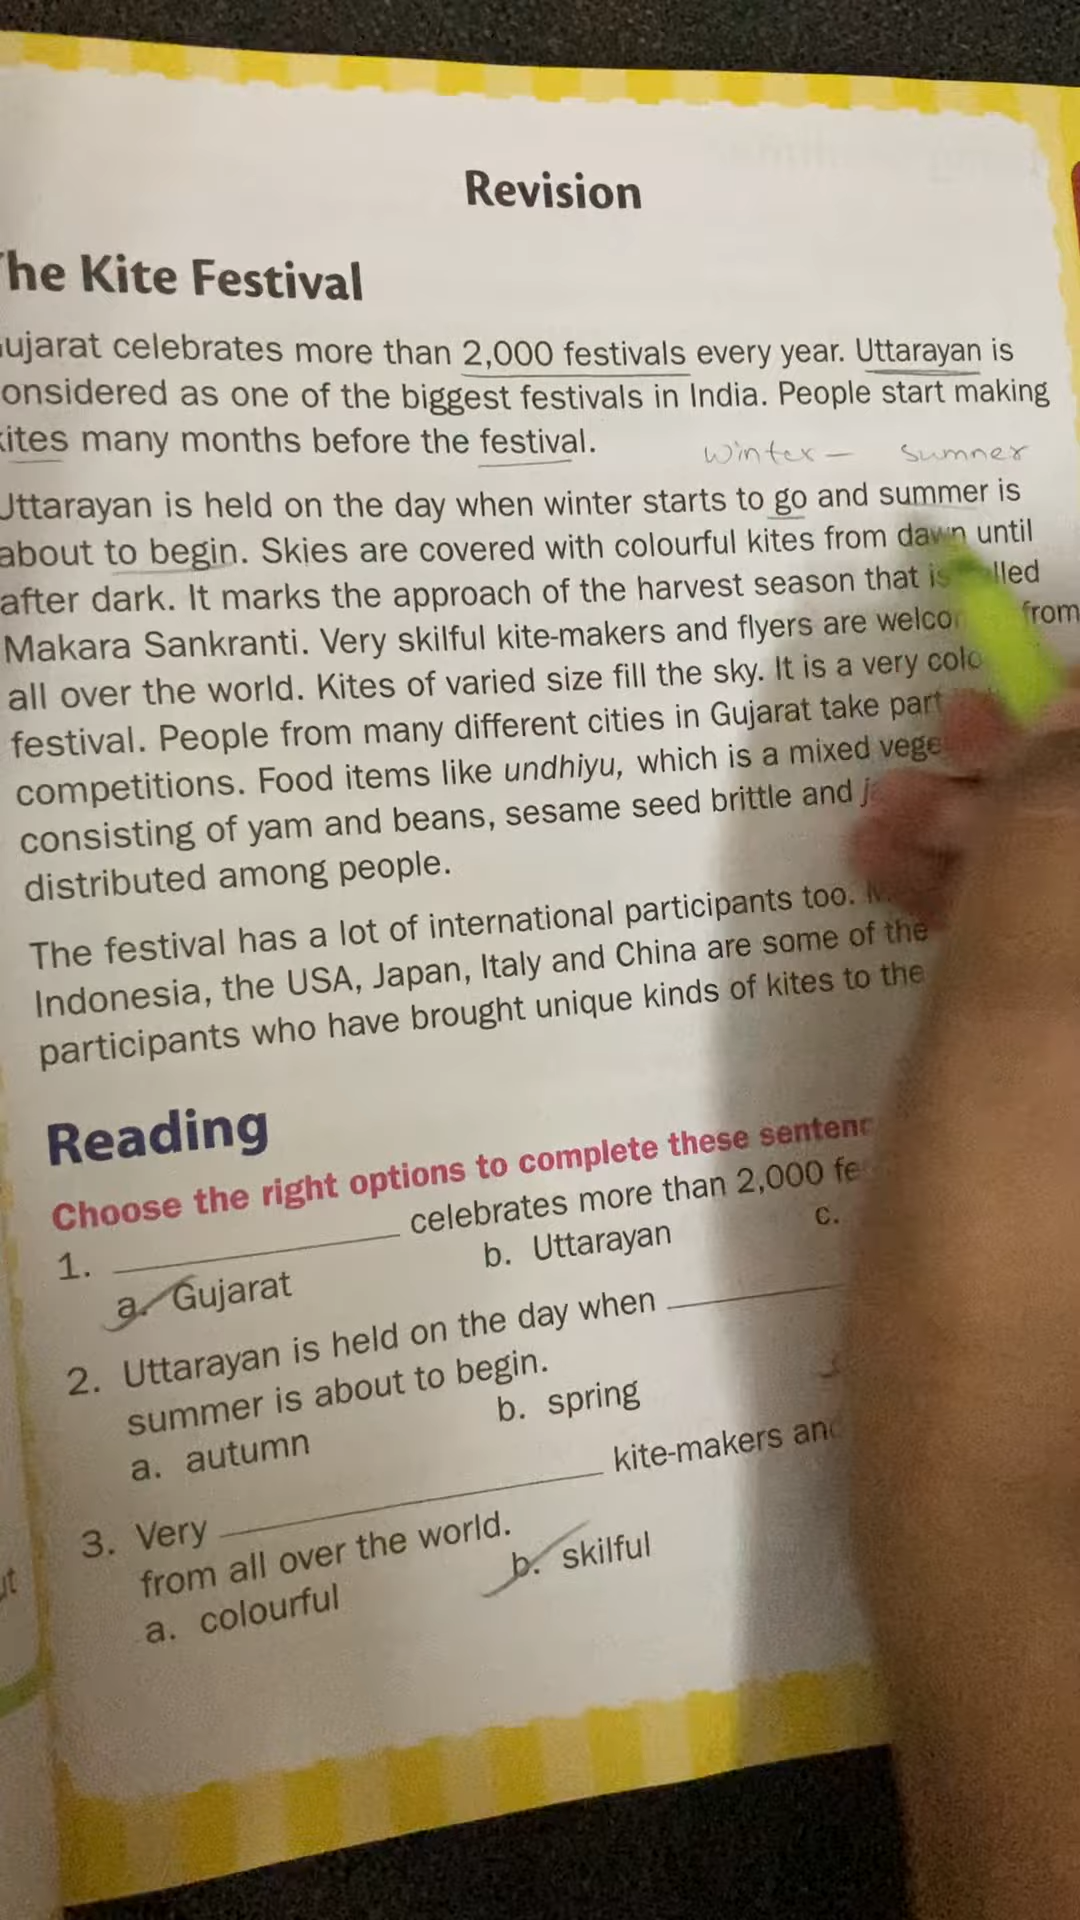 Revision
he Kite Festival
ujarat celebrates more than 2,000 festivals every year. Uttarayan is
onsidered as one of the biggest festivals in India. People start making
ites many months before the festival.
winter – summer
Uttarayan is held on the day when winter starts to go and summer is
about to begin. Skies are covered with colourful kites from dawn until
after dark. It marks the approach of the harvest season that is lled
Makara Sankranti. Very skilful kite-makers and flyers are welco from
all over the world. Kites of varied size fill the sky. It is a very colo
festival. People from many different cities in Gujarat take part
competitions. Food items like undhiyu, which is a mixed vege
consisting of yam and beans, sesame seed brittle and j
distributed among people.
The festival has a lot of international participants too.
Indonesia, the USA, Japan, Italy and China are some of the
participants who have brought unique kinds of kites to the
Reading
Choose the right options to complete these sentenc
1. ____ celebrates more than 2,000 fe
a. Gujarat b. Uttarayan c.
2. Uttarayan is held on the day when ____
summer is about to begin.
a. autumn b. spring
3. Very ____ kite-makers and
from all over the world.
a. colourful b. skilful
ut